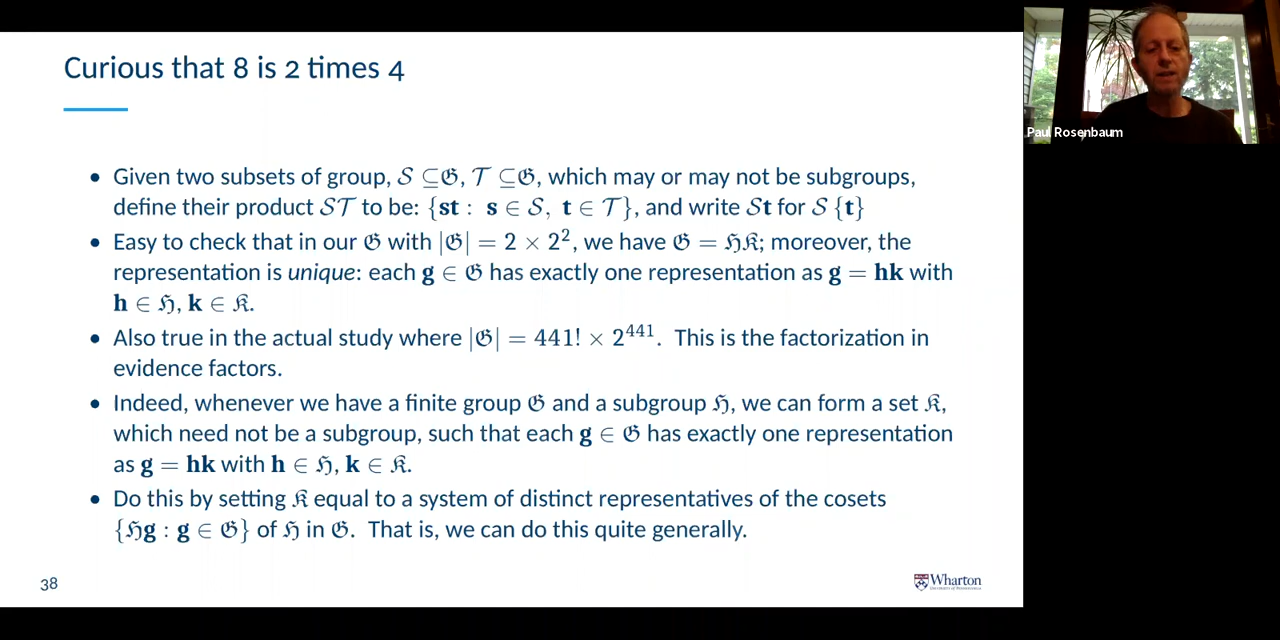 Curious that 8 is 2 times 4
• Given two subsets of group, 𝒮 ⊆𝔊, 𝒯 ⊆𝔊, which may or may not be subgroups,
define their product 𝒮𝒯 to be: {𝐬𝐭 : 𝐬 ∈ 𝒮, 𝐭 ∈ 𝒯}, and write 𝒮𝐭 for 𝒮 {𝐭}
• Easy to check that in our 𝔊 with |𝔊| = 2 × 2², we have 𝔊 = ℌ𝔎; moreover, the
representation is unique: each 𝐠 ∈ 𝔊 has exactly one representation as 𝐠 = 𝐡𝐤 with
𝐡 ∈ ℌ, 𝐤 ∈ 𝔎.
• Also true in the actual study where |𝔊| = 441! × 2⁴⁴¹. This is the factorization in
evidence factors.
• Indeed, whenever we have a finite group 𝔊 and a subgroup ℌ, we can form a set 𝔎,
which need not be a subgroup, such that each 𝐠 ∈ 𝔊 has exactly one representation
as 𝐠 = 𝐡𝐤 with 𝐡 ∈ ℌ, 𝐤 ∈ 𝔎.
• Do this by setting 𝔎 equal to a system of distinct representatives of the cosets
{ℌ𝐠 : 𝐠 ∈ 𝔊} of ℌ in 𝔊. That is, we can do this quite generally.
38
Wharton
UNIVERSITY of PENNSYLVANIA
Paul Rosenbaum